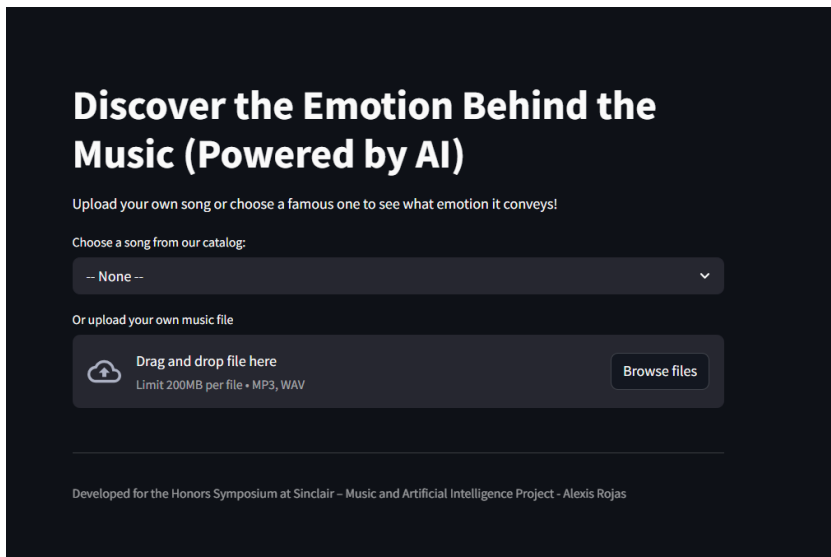 Discover the Emotion Behind the
Music (Powered by AI)
Upload your own song or choose a famous one to see what emotion it conveys!
Choose a song from our catalog:
-- None --
Or upload your own music file
Drag and drop file here
Limit 200MB per file • MP3, WAV
Browse files
Developed for the Honors Symposium at Sinclair – Music and Artificial Intelligence Project - Alexis Rojas